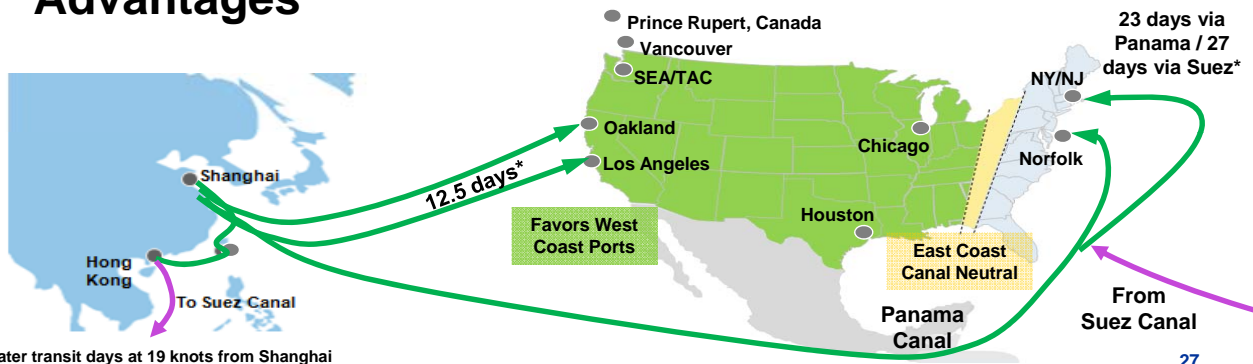 Advantages
Prince Rupert, Canada
Vancouver
SEA/TAC
23 days via
Panama / 27
days via Suez*
NY/NJ
Oakland
Chicago
Norfolk
Los Angeles
Shanghai
12.5 days*
Houston
Favors West
Coast Ports
East Coast
Canal Neutral
Hong
Kong
To Suez Canal
From
Suez Canal
Panama
Canal
transit days at 19 knots from Shanghai
27